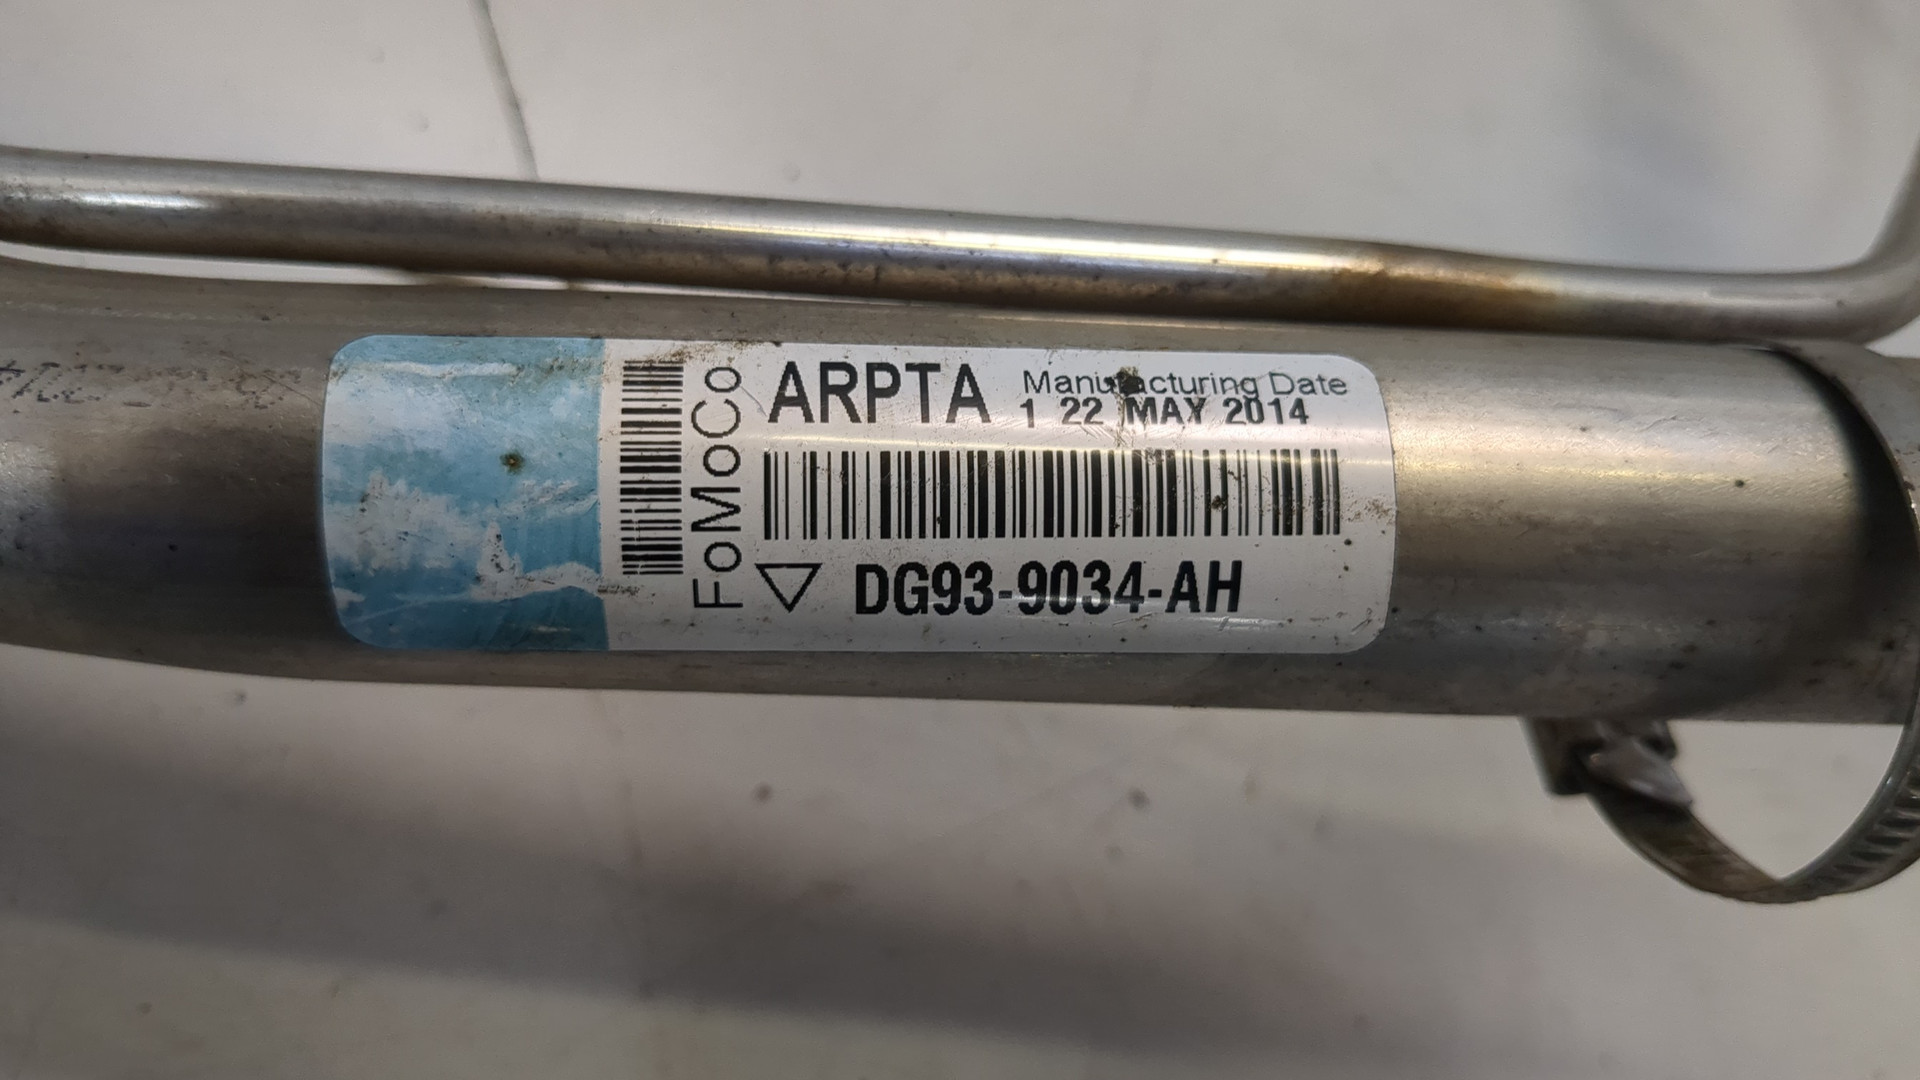 FoMoCo
ARPTA
Manufacturing Date
1 22 MAY 2014
DG93-9034-AH